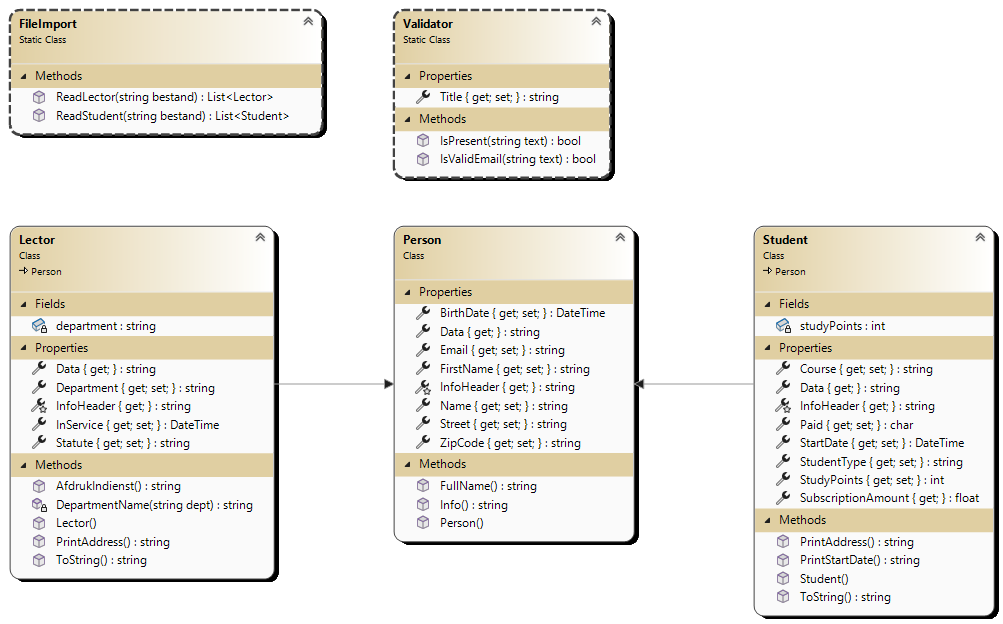 FileImport
Static Class
Methods
ReadLector(string bestand) : List<Lector>
ReadStudent(string bestand) : List<Student>
Validator
Static Class
Properties
Title { get; set; } : string
Methods
IsPresent(string text) : bool
IsValidEmail(string text) : bool
Lector
Class
Person
Fields
department : string
Properties
Data { get; } : string
Department { get; set; } : string
InfoHeader { get; } : string
InService { get; set; } : DateTime
Statute { get; set; } : string
Methods
AfdrukIndienst() : string
DepartmentName(string dept) : string
Lector()
PrintAddress() : string
ToString() : string
Person
Class
Properties
BirthDate { get; set; } : DateTime
Data { get; } : string
Email { get; set; } : string
FirstName { get; set; } : string
InfoHeader { get; } : string
Name { get; set; } : string
Street { get; set; } : string
ZipCode { get; set; } : string
Methods
FullName() : string
Info() : string
Person()
Student
Class
Person
Fields
studyPoints : int
Properties
Course { get; set; } : string
Data { get; } : string
InfoHeader { get; } : string
Paid { get; set; } : char
StartDate { get; set; } : DateTime
StudentType { get; set; } : string
StudyPoints { get; set; } : int
SubscriptionAmount { get; } : float
Methods
PrintAddress() : string
PrintStartDate() : string
Student()
ToString() : string